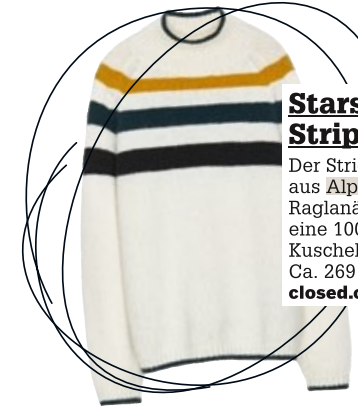 Stars
Strip
Der Stri
aus Alp
Raglanä
eine 100
Kuschel
Ca. 269
closed.c